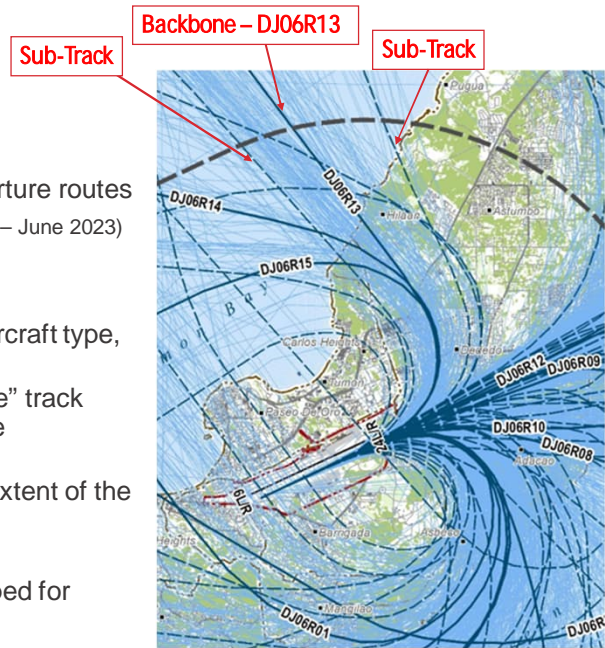 Backbone – DJ06R13
Sub-Track
Sub-Track
rture routes
– June 2023)
rcraft type,
e” track
e
xtent of the
ped for
Pugua
DJ06R13
DJ06R14
Hilaan
Astumbo
DJ06R15
B a y
m o r
Carlos Heights
Dededo
Tumon
DJ06R12
DJ06R09
Paseo De Oro
24L/R
DJ06R10
DJ06R08
Adacao
6L/R
Barrigada
Asbeco
Heights
Mangilao
DJ06R01
DJ06R